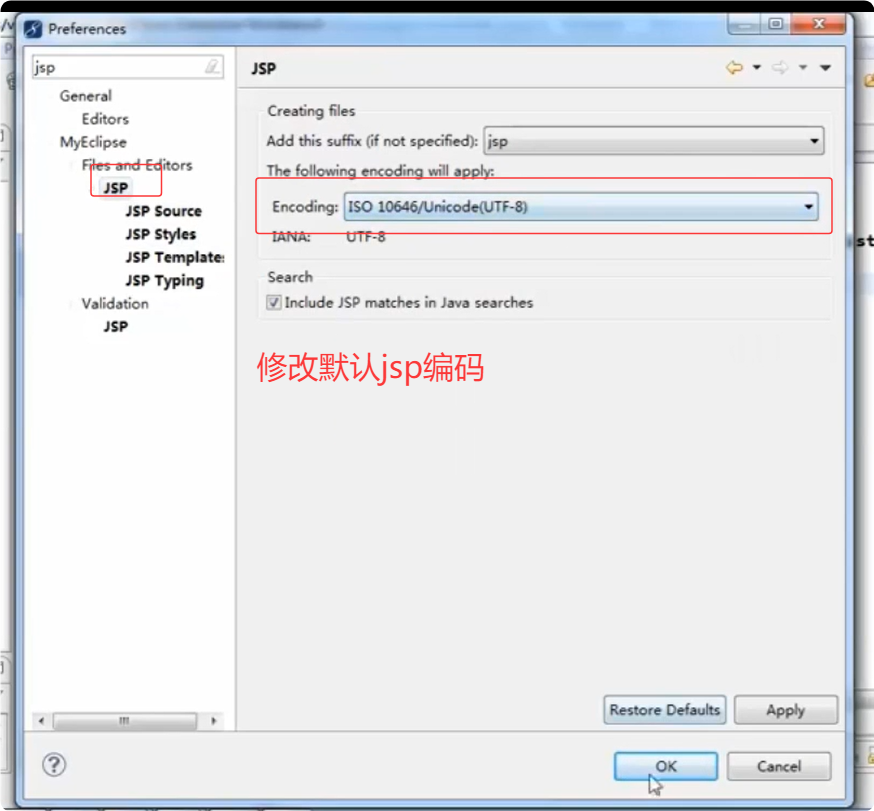 Preferences
jsp
General
Editors
MyEclipse
Files and Editors
JSP
JSP Source
JSP Styles
JSP Template
JSP Typing
Validation
JSP
JSP
Creating files
Add this suffix (if not specified): jsp
The following encoding will apply:
Encoding: ISO 10646/Unicode(UTF-8)
IANA: UTF-8
Search
Include JSP matches in Java searches
修改默认jsp编码
Restore Defaults Apply
OK Cancel